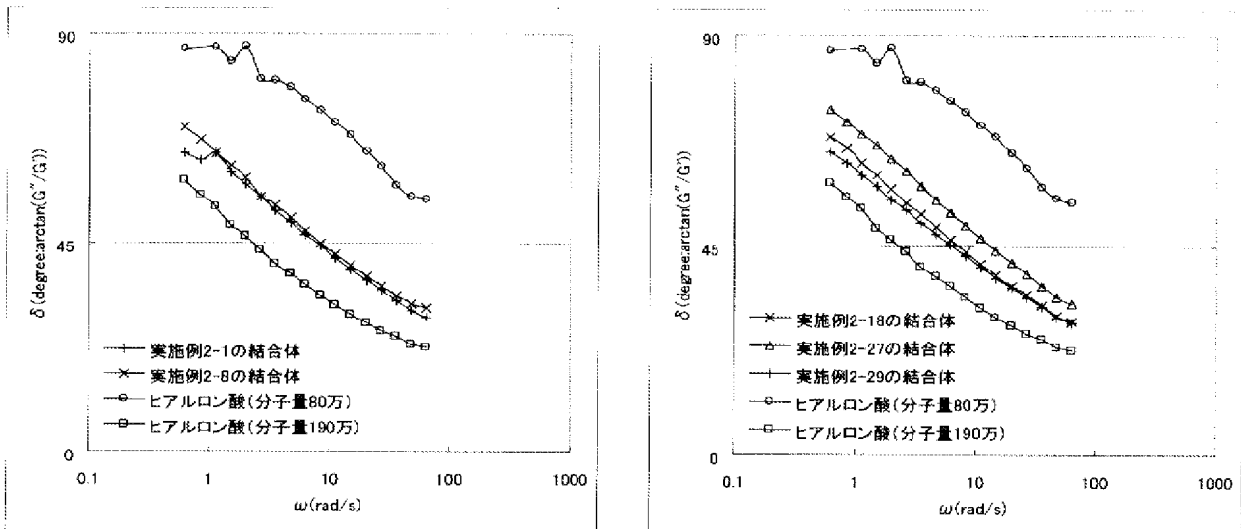 90
45
0
0.1
1
10
100
1000
δ(degree:arctan(G″/G′))
ω(rad/s)
実施例2-1の結合体
実施例2-8の結合体
ヒアルロン酸(分子量80万)
ヒアルロン酸(分子量190万)
90
45
0
0.1
1
10
100
1000
δ(degree:arctan(G″/G′))
ω(rad/s)
実施例2-18の結合体
実施例2-27の結合体
実施例2-29の結合体
ヒアルロン酸(分子量80万)
ヒアルロン酸(分子量190万)